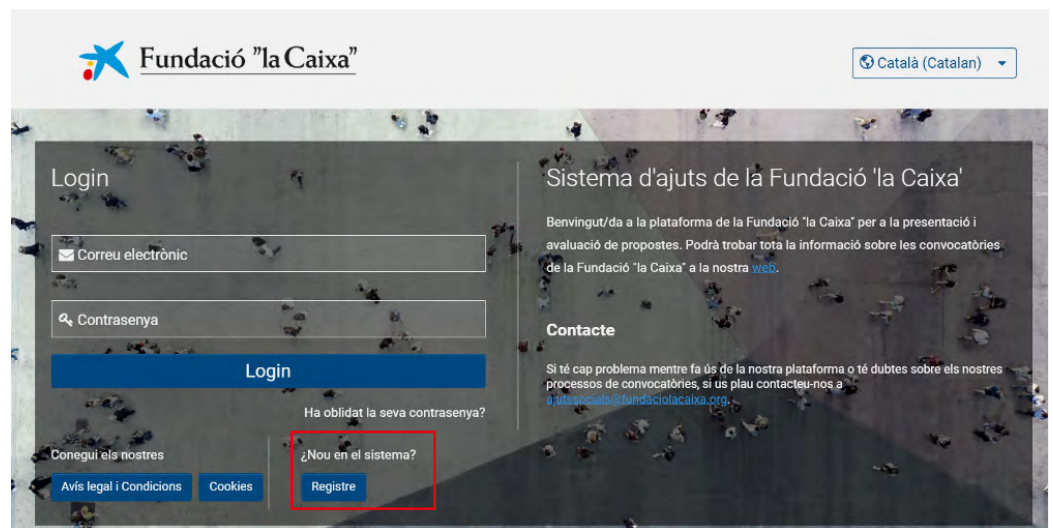 Fundació "la Caixa"
Català (Catalan)
Login
Correu electrònic
Contrasenya
Login
Ha oblidat la seva contrasenya?
Conegui els nostres
Avís legal i Condicions
Cookies
¿Nou en el sistema?
Registre
Sistema d'ajuts de la Fundació 'la Caixa'
Benvingut/da a la plataforma de la Fundació "la Caixa" per a la presentació i
avaluació de propostes. Podrà trobar tota la informació sobre les convocatòries
de la Fundació "la Caixa" a la nostra web.
Contacte
Si té cap problema mentre fa ús de la nostra plataforma o té dubtes sobre els nostres
processos de convocatòries, si us plau contacteu-nos a
ajutssocials@fundaciolacaixa.org.